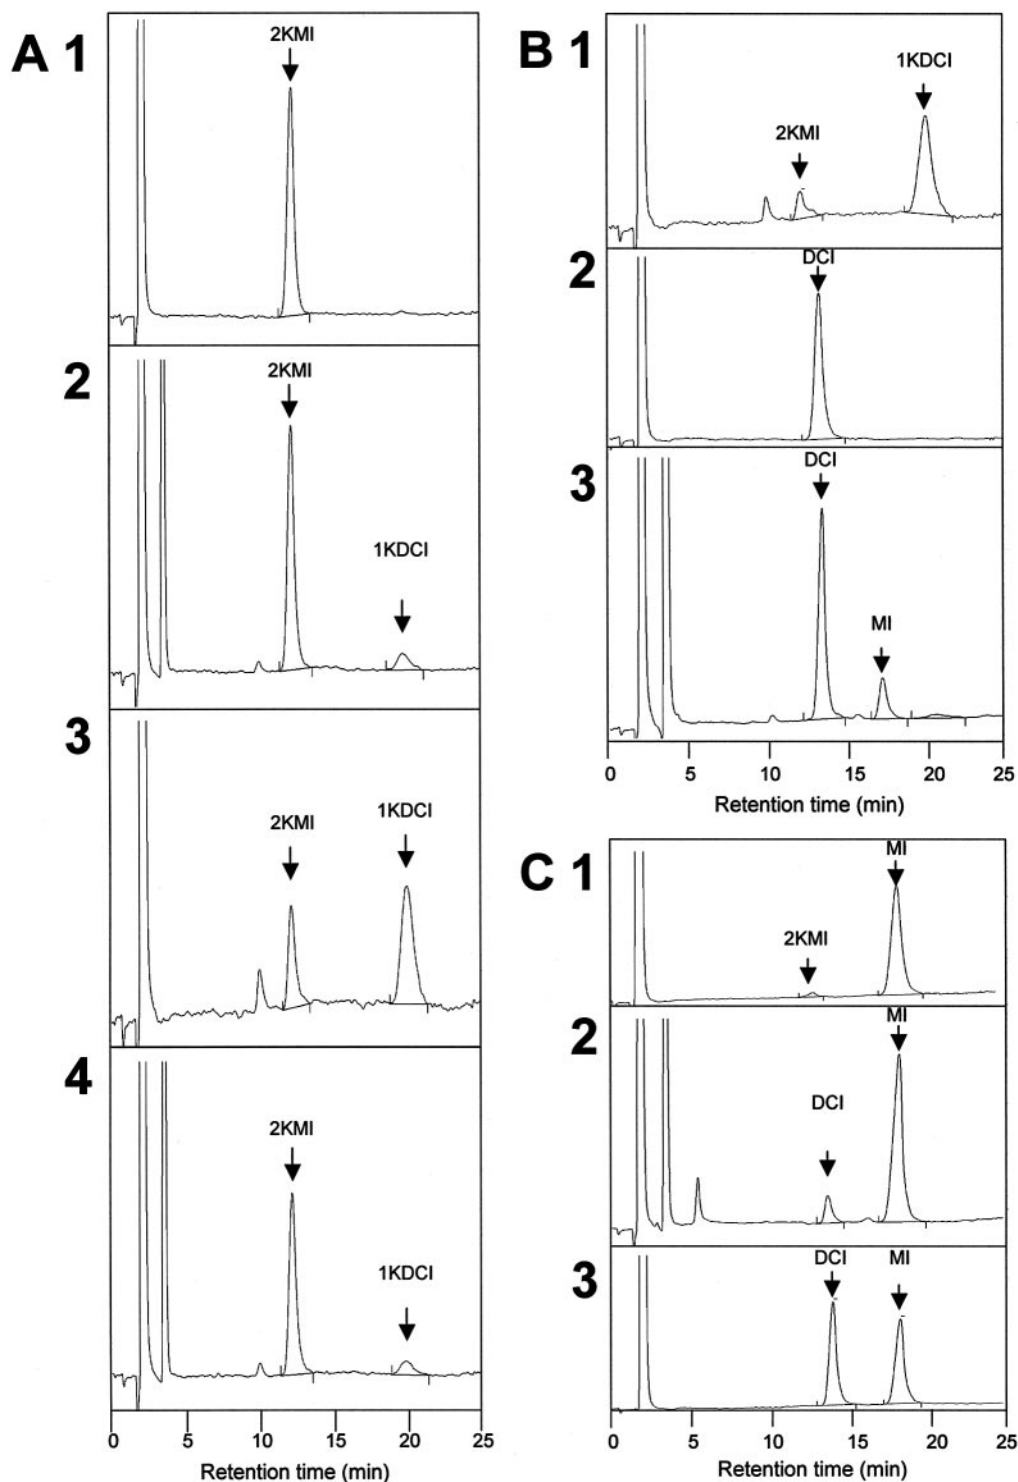 A 1
2KMI
2
2KMI
1KDCI
3
2KMI
1KDCI
4
2KMI
1KDCI
0 5 10 15 20 25
Retention time (min)
B 1
1KDCI
2KMI
2
DCI
3
DCI
MI
0 5 10 15 20 25
Retention time (min)
C 1
MI
2KMI
2
MI
DCI
3
DCI MI
0 5 10 15 20 25
Retention time (min)